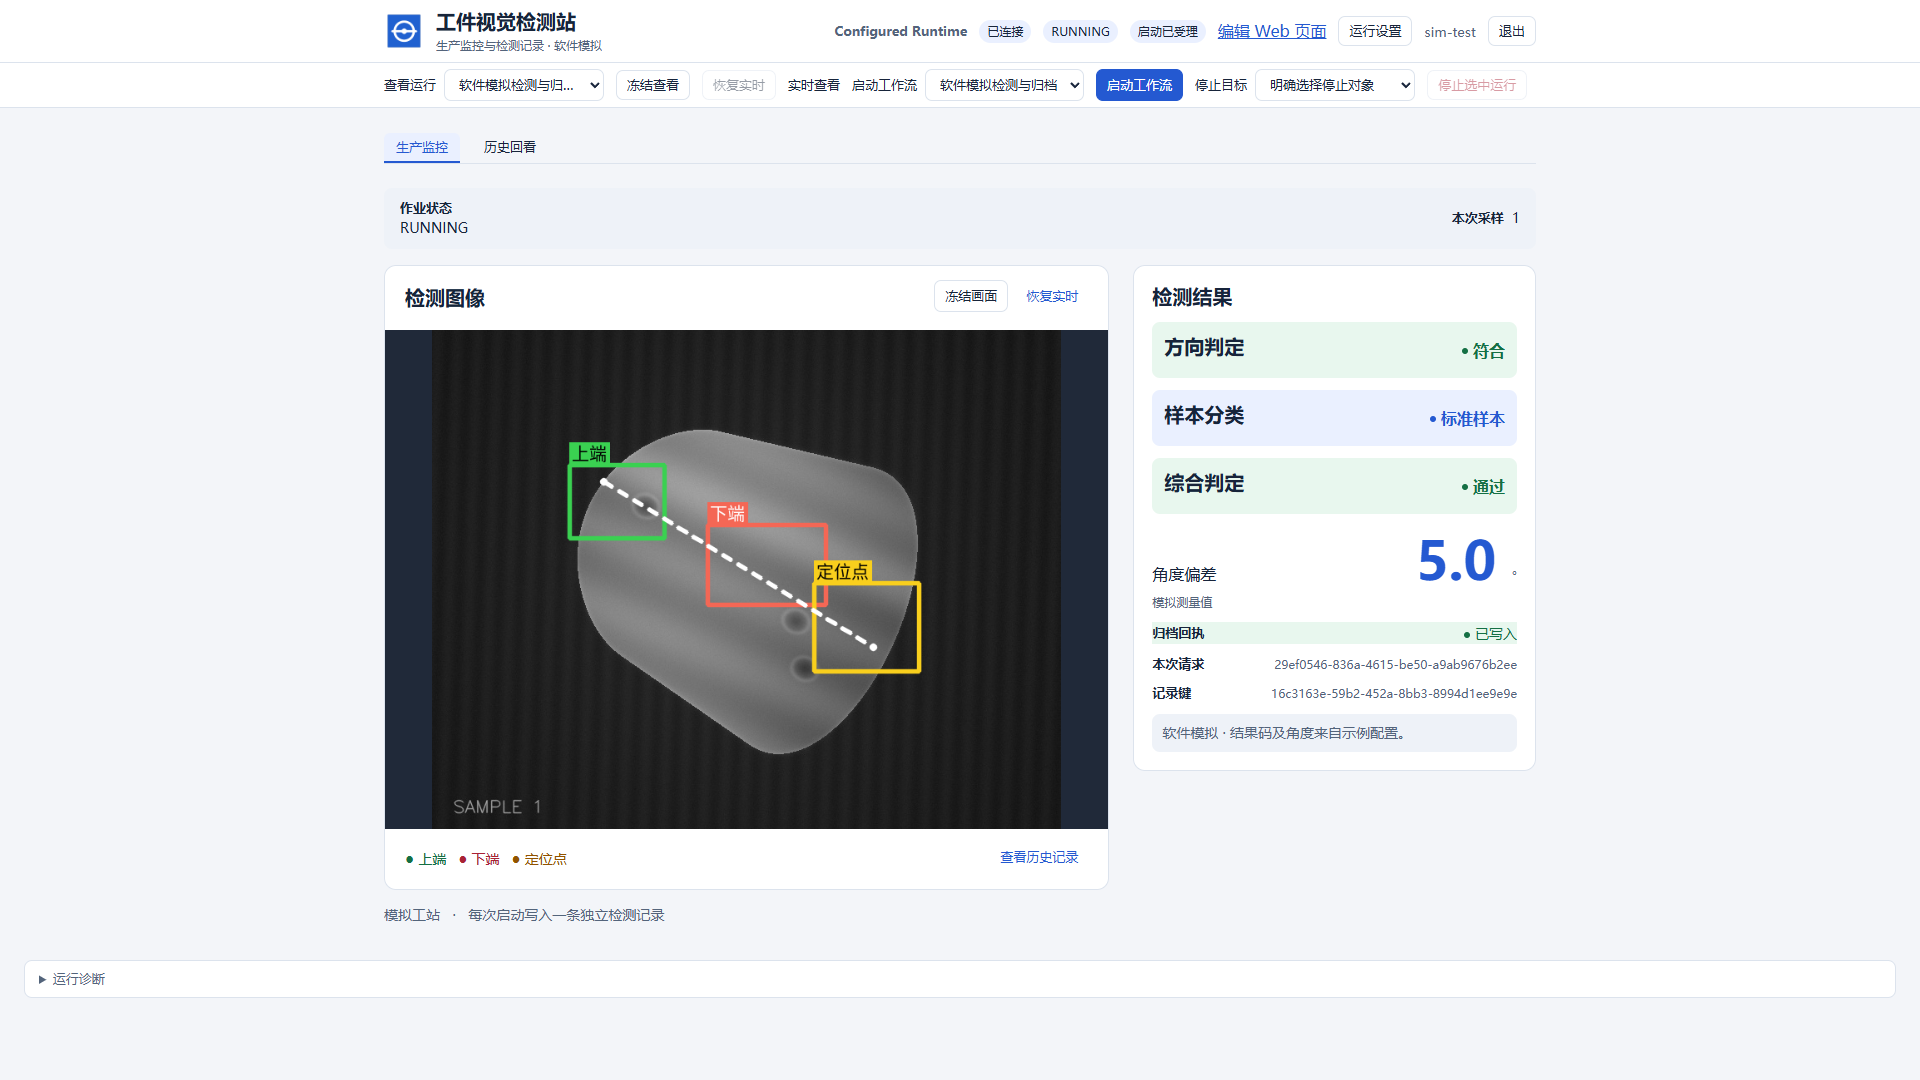 工件视觉检测站
生产监控与检测记录 · 软件模拟
Configured Runtime 已连接 RUNNING 启动已受理 编辑 Web 页面 运行设置 sim-test 退出
查看运行 软件模拟检测与归... 冻结查看 恢复实时 实时查看 启动工作流 软件模拟检测与归档 启动工作流 停止目标 明确选择停止对象 停止选中运行
生产监控 历史回看
作业状态
RUNNING
本次采样 1
检测图像 冻结画面 恢复实时
上端
下端
定位点
SAMPLE 1
上端 下端 定位点 查看历史记录
检测结果
方向判定 符合
样本分类 标准样本
综合判定 通过
角度偏差 5.0 °
模拟测量值
归档回执 已写入
本次请求 29ef0546-836a-4615-be50-a9ab9676b2ee
记录键 16c3163e-59b2-452a-8bb3-8994d1ee9e9e
软件模拟 · 结果码及角度来自示例配置。
模拟工站 · 每次启动写入一条独立检测记录
运行诊断